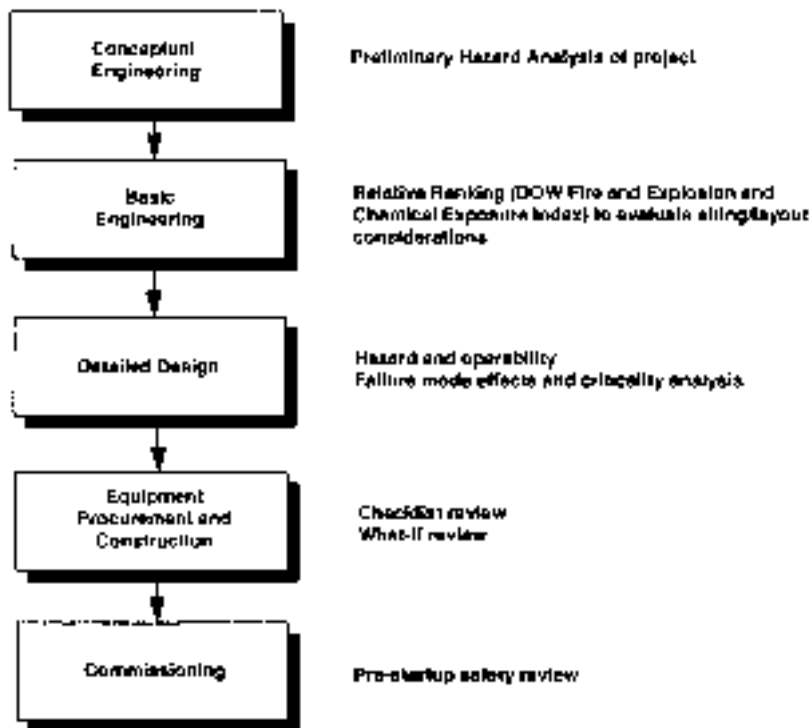 Conceptual
Engineering
Preliminary Hazard Analysis of project
Basic
Engineering
Relative Ranking (DOW Fire and Explosion and
Chemical Exposure Index) to evaluate siting/layout
considerations
Detailed Design
Hazard and operability
Failure mode effects and criticality analysis
Equipment
Procurement and
Construction
Checklist review
What-if review
Commissioning
Pre-startup safety review